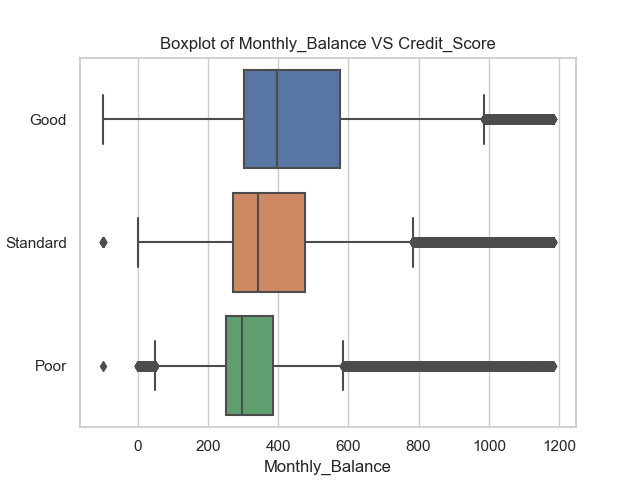 Boxplot of Monthly_Balance VS Credit_Score
Good
Standard
Poor
0 200 400 600 800 1000 1200
Monthly_Balance